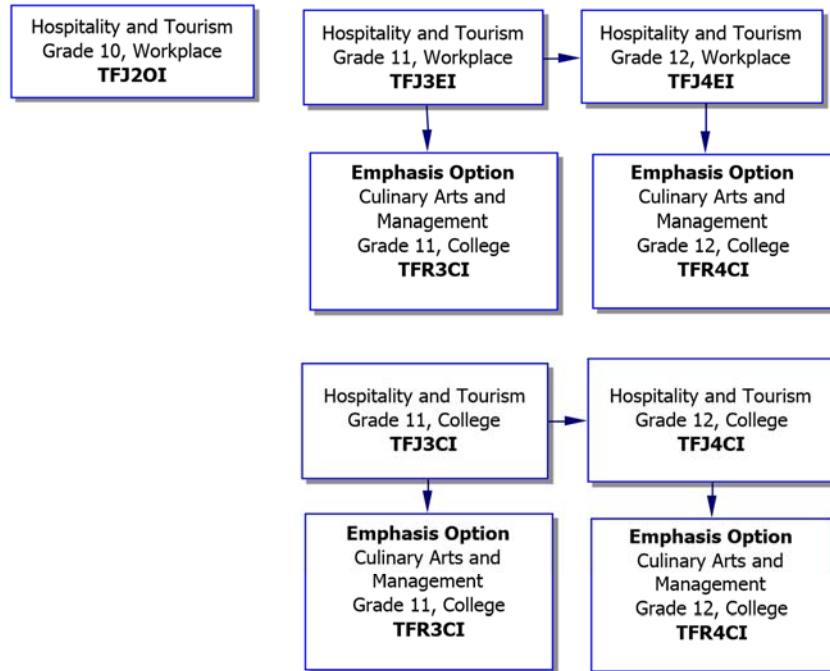 Hospitality and Tourism
Grade 10, Workplace
TFJ2OI
Hospitality and Tourism
Grade 11, Workplace
TFJ3EI
Hospitality and Tourism
Grade 12, Workplace
TFJ4EI
Emphasis Option
Culinary Arts and
Management
Grade 11, College
TFR3CI
Emphasis Option
Culinary Arts and
Management
Grade 12, College
TFR4CI
Hospitality and Tourism
Grade 11, College
TFJ3CI
Hospitality and Tourism
Grade 12, College
TFJ4CI
Emphasis Option
Culinary Arts and
Management
Grade 11, College
TFR3CI
Emphasis Option
Culinary Arts and
Management
Grade 12, College
TFR4CI